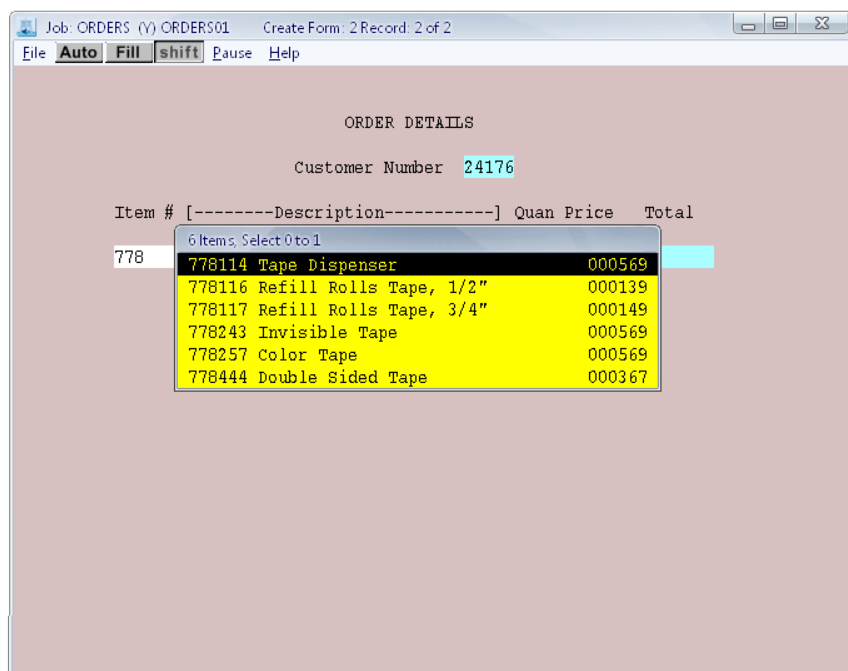 Job: ORDERS (Y) ORDERS01 Create Form: 2 Record: 2 of 2
File Auto Fill shift Pause Help
ORDER DETAILS
Customer Number 24176
Item # [--------Description-----------] Quan Price Total
778
6 Items, Select 0 to 1
778114 Tape Dispenser 000569
778116 Refill Rolls Tape, 1/2" 000139
778117 Refill Rolls Tape, 3/4" 000149
778243 Invisible Tape 000569
778257 Color Tape 000569
778444 Double Sided Tape 000367